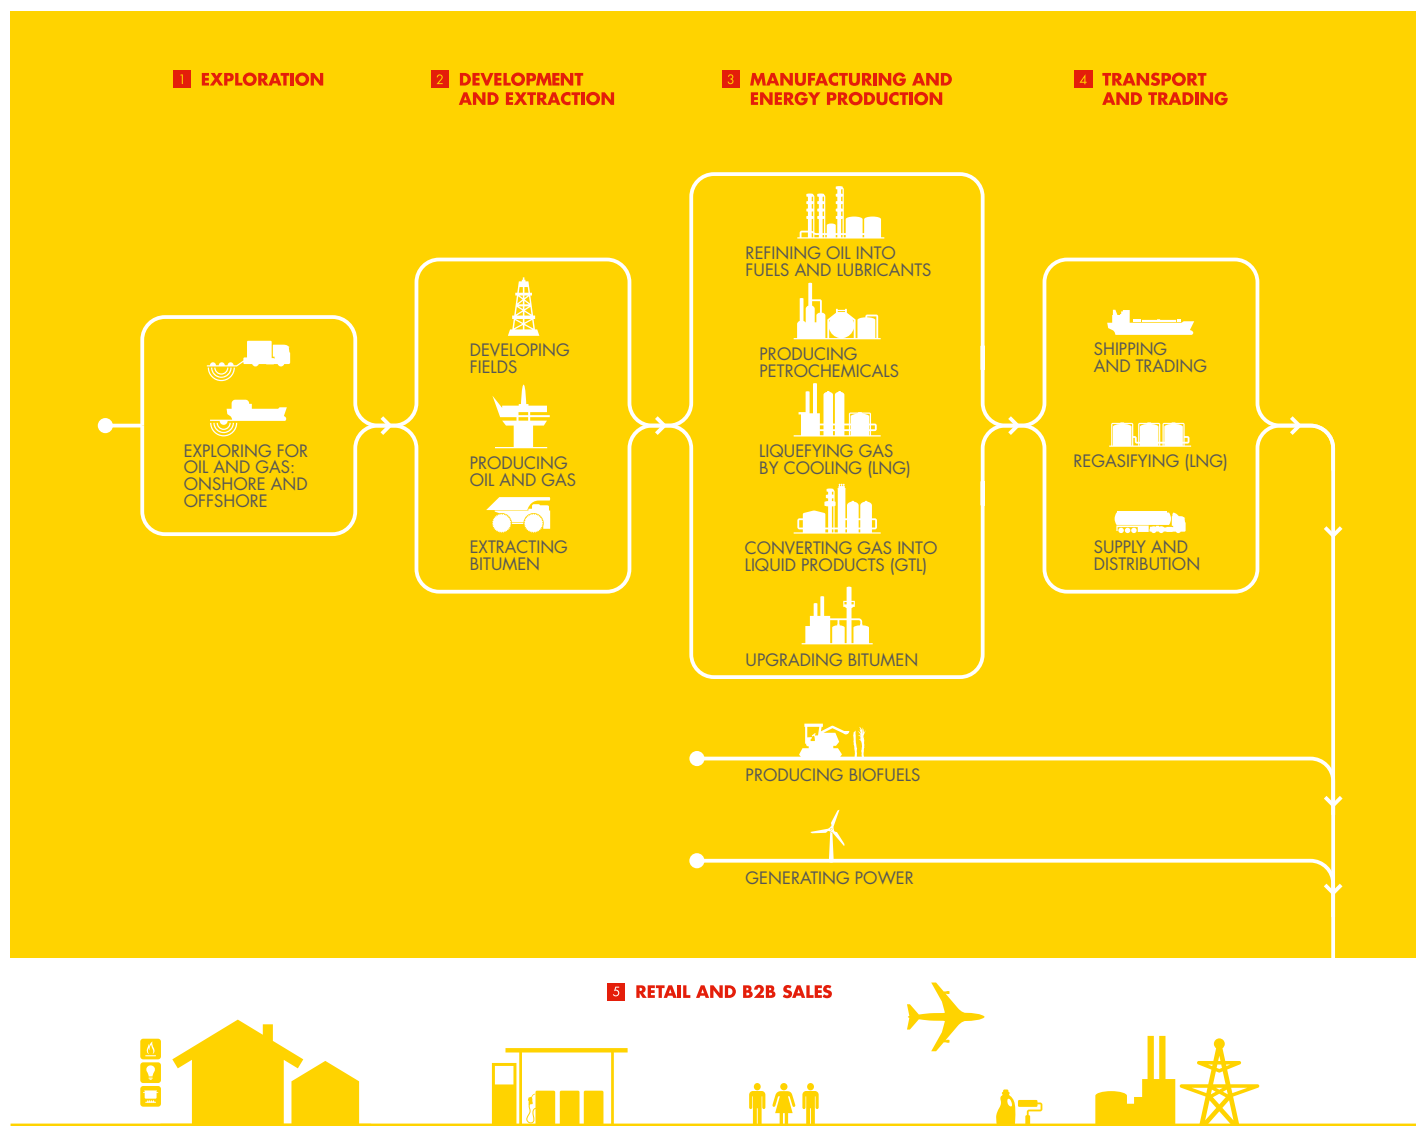 1 EXPLORATION
2 DEVELOPMENT
AND EXTRACTION
3 MANUFACTURING AND
ENERGY PRODUCTION
4 TRANSPORT
AND TRADING
EXPLORING FOR
OIL AND GAS:
ONSHORE AND
OFFSHORE
DEVELOPING
FIELDS
PRODUCING
OIL AND GAS
EXTRACTING
BITUMEN
REFINING OIL INTO
FUELS AND LUBRICANTS
PRODUCING
PETROCHEMICALS
LIQUEFYING GAS
BY COOLING (LNG)
CONVERTING GAS INTO
LIQUID PRODUCTS (GTL)
UPGRADING BITUMEN
SHIPPING
AND TRADING
REGASIFYING (LNG)
SUPPLY AND
DISTRIBUTION
PRODUCING BIOFUELS
GENERATING POWER
5 RETAIL AND B2B SALES